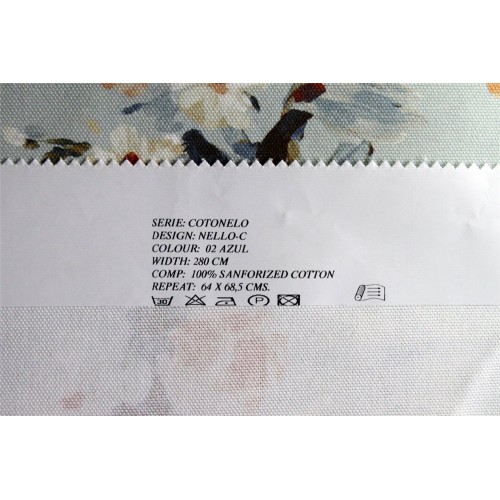 SERIE: COTONELO
DESIGN: NELLO-C
COLOUR: 02 AZUL
WIDTH: 280 CM
COMP: 100% SANFORIZED COTTON
REPEAT: 64 X 68,5 CMS.
30 P